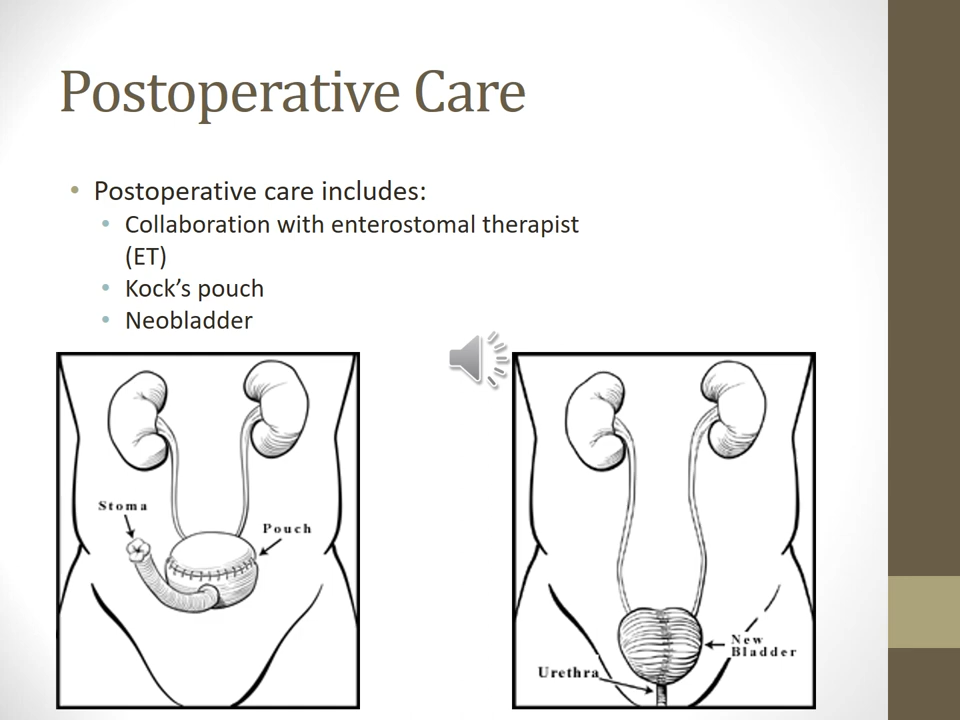 Postoperative Care
• Postoperative care includes:
• Collaboration with enterostomal therapist
(ET)
• Kock’s pouch
• Neobladder
Stoma
Pouch
New
Bladder
Urethra